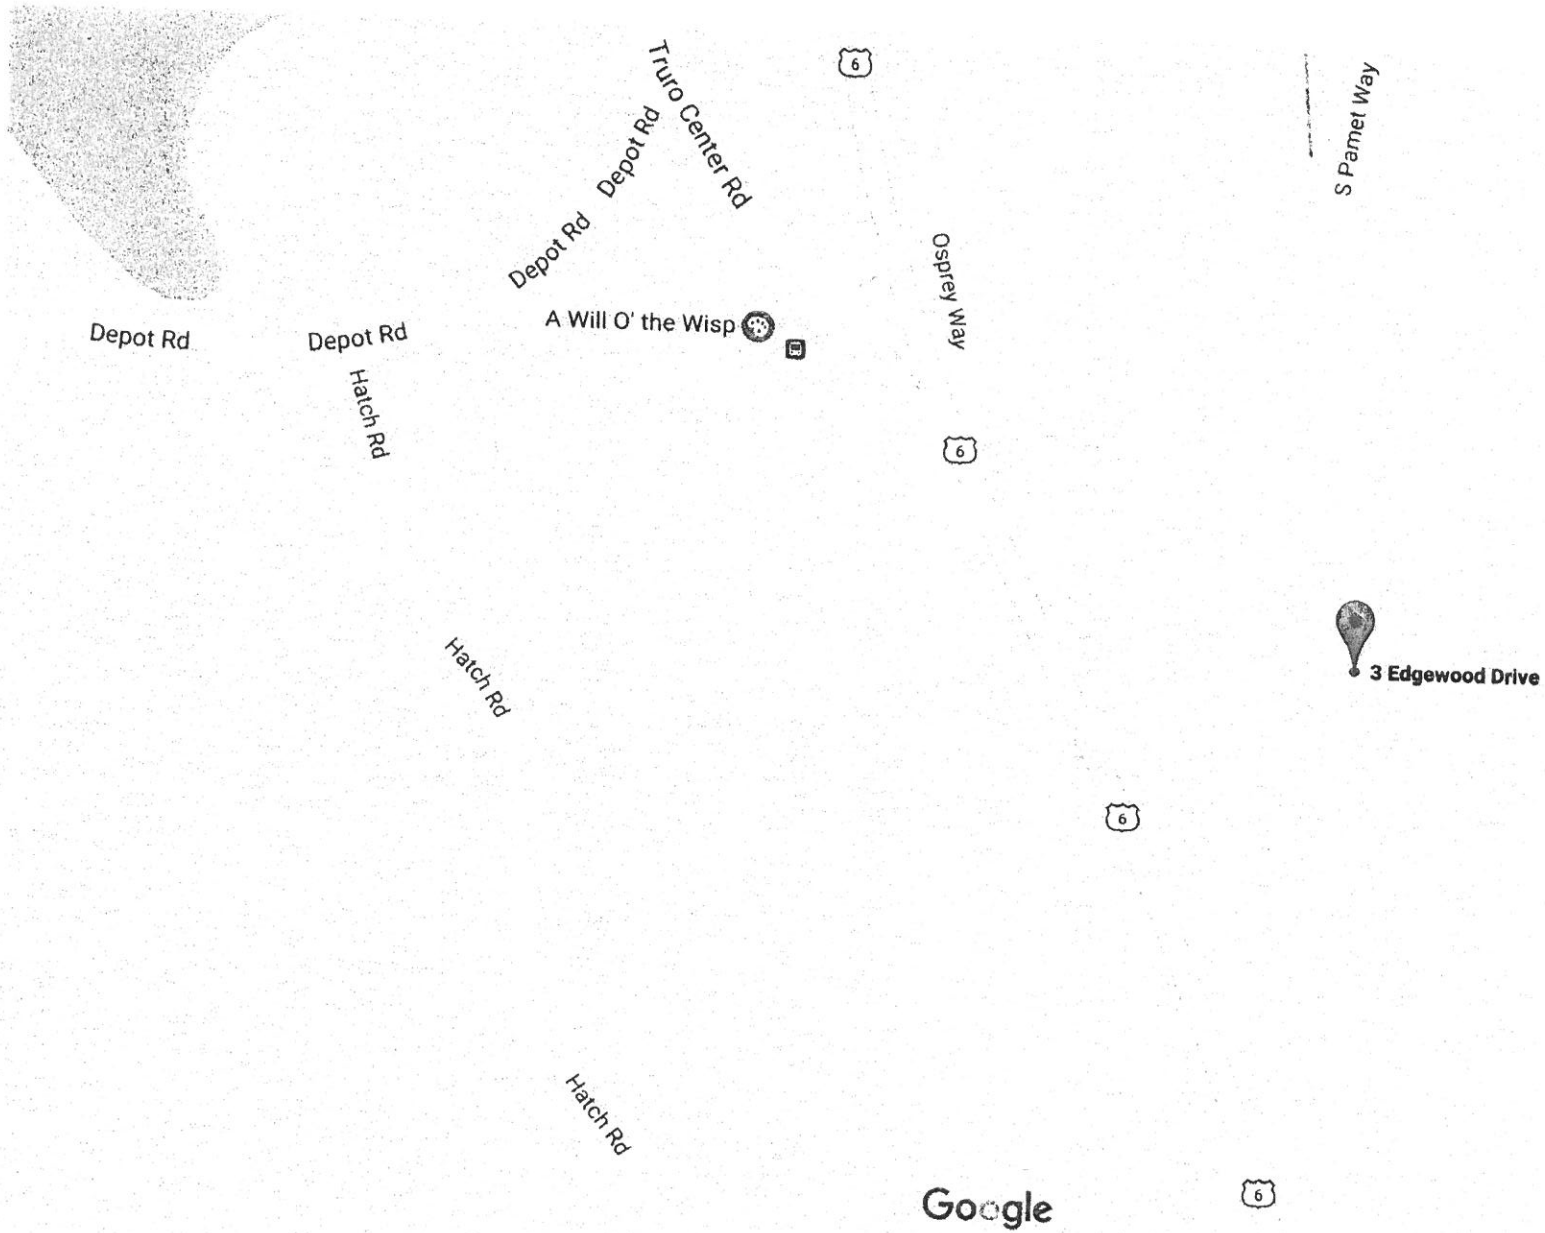 Truro Center Rd
6
S Pamet Way
Depot Rd
Depot Rd
Osprey Way
A Will O' the Wisp
Depot Rd
Depot Rd
Hatch Rd
6
Hatch Rd
3 Edgewood Drive
6
Hatch Rd
6
Google